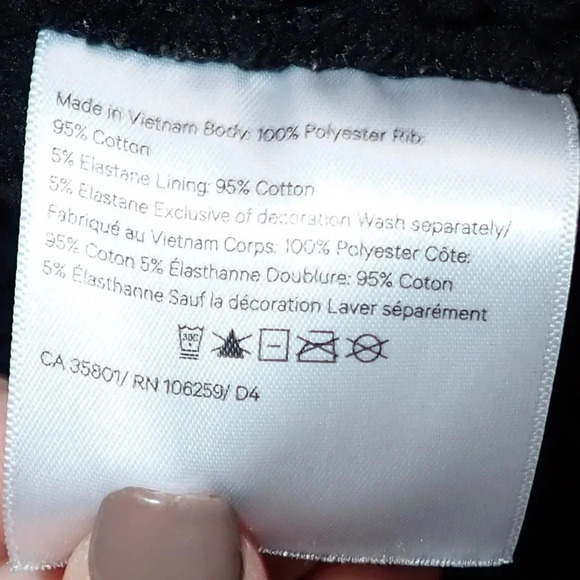 Made in Vietnam Body: 100% Polyester Rib:
95% Cotton
5% Elastane Lining: 95% Cotton
5% Elastane Exclusive of decoration Wash separately/
Fabriqué au Vietnam Corps: 100% Polyester Côte:
95% Coton 5% Élasthanne Doublure: 95% Coton
5% Élasthanne Sauf la décoration Laver séparément
30C
CA 35801/ RN 106259/ D4